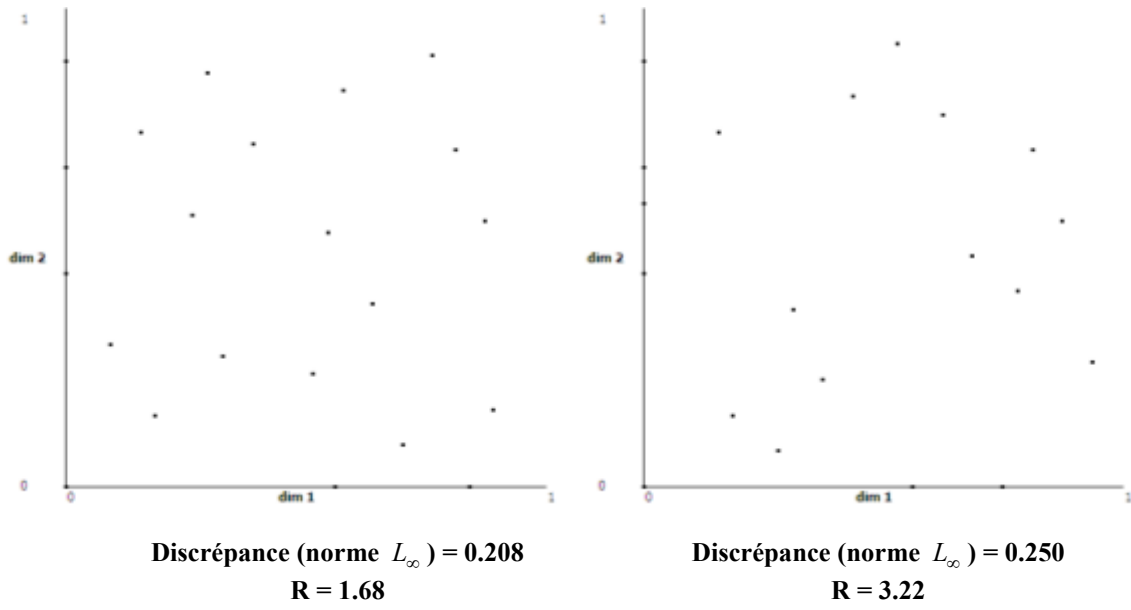 1
dim 2
0
0
dim 1
1
1
dim 2
0
0
dim 1
1
Discrépance (norme L∞ ) = 0.208
R = 1.68
Discrépance (norme L∞ ) = 0.250
R = 3.22